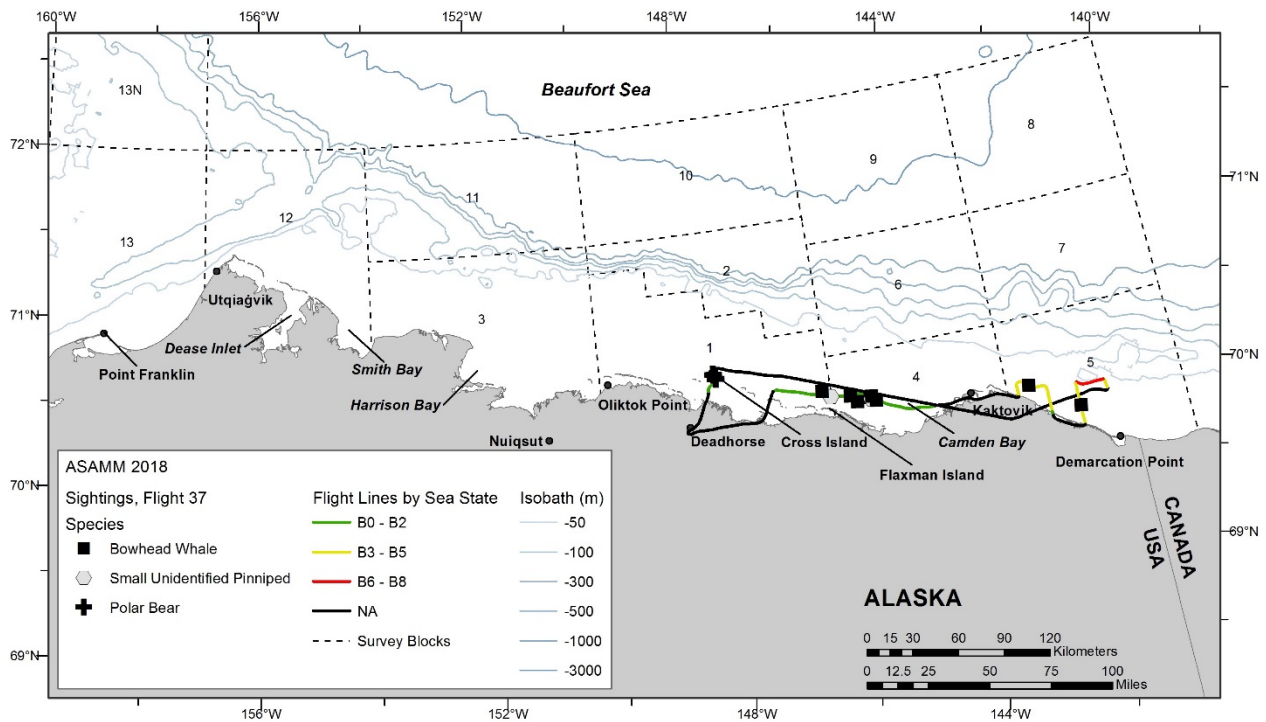 160°W 156°W 152°W 148°W 144°W 140°W
Beaufort Sea
13N
8
72°N
9
71°N
10
11
12
13
7
2
6
Utqiaġvik
3
71°N
Dease Inlet
Smith Bay
70°N
Point Franklin
1
5
Harrison Bay
4
Oliktok Point
Kaktovik
Deadhorse
Cross Island
Camden Bay
Nuiqsut
Flaxman Island
Demarcation Point
70°N
69°N
CANADA
USA
ASAMM 2018
Sightings, Flight 37
Species
Bowhead Whale
Small Unidentified Pinniped
Polar Bear
Flight Lines by Sea State
B0 - B2
B3 - B5
B6 - B8
NA
Survey Blocks
Isobath (m)
-50
-100
-300
-500
-1000
-3000
ALASKA
0 15 30 60 90 120
Kilometers
0 12.5 25 50 75 100
Miles
69°N
156°W 152°W 148°W 144°W